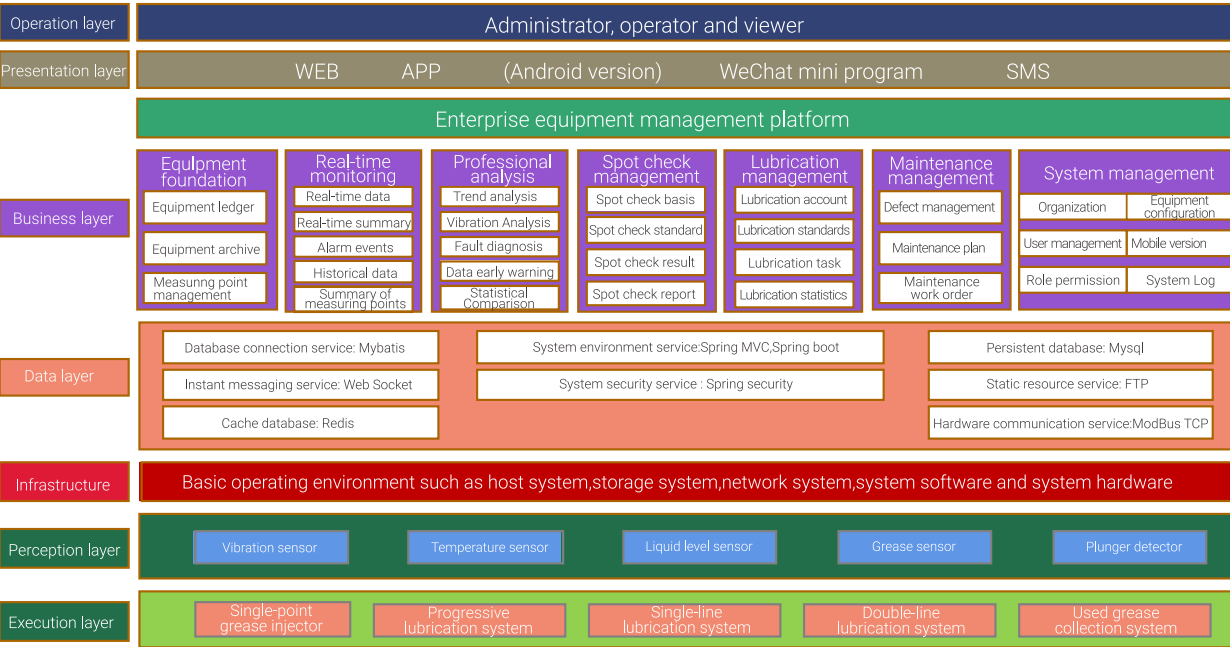 Operation layer
Administrator, operator and viewer
Presentation layer
WEB APP (Android version) WeChat mini program SMS
Enterprise equipment management platform
Business layer
Equlpment
foundation
Equipment ledger
Equipment archive
Measunng point
management
Real-time
monitoring
Real-time data
Real-time summary
Alarm events
Historical data
Summary of
measuring points
Professional
analysis
Trend analysis
Vibration Analysis
Fault diagnosis
Data early warning
Statistical
Comparison
Spot check
management
Spot check basis
Spot check standard
Spot check result
Spot check report
Lubrication
management
Lubrication account
Lubrication standards
Lubrication task
Lubrication statistics
Maintenance
management
Defect management
Maintenance plan
Maintenance
work order
System management
Organization
Equipment
configuration
User management
Mobile version
Role permission
System Log
Data layer
Database connection service: Mybatis
Instant messaging service: Web Socket
Cache database: Redis
System environment service:Spring MVC,Spring boot
System security service : Spring security
Persistent database: Mysql
Static resource service: FTP
Hardware communication service:ModBus TCP
Infrastructure
Basic operating environment such as host system,storage system,network system,system software and system hardware
Perception layer
Vibration sensor
Temperature sensor
Liquid level sensor
Grease sensor
Plunger detector
Execution layer
Single-point
grease injector
Progressive
lubrication system
Single-line
lubrication system
Double-line
lubrication system
Used grease
collection system